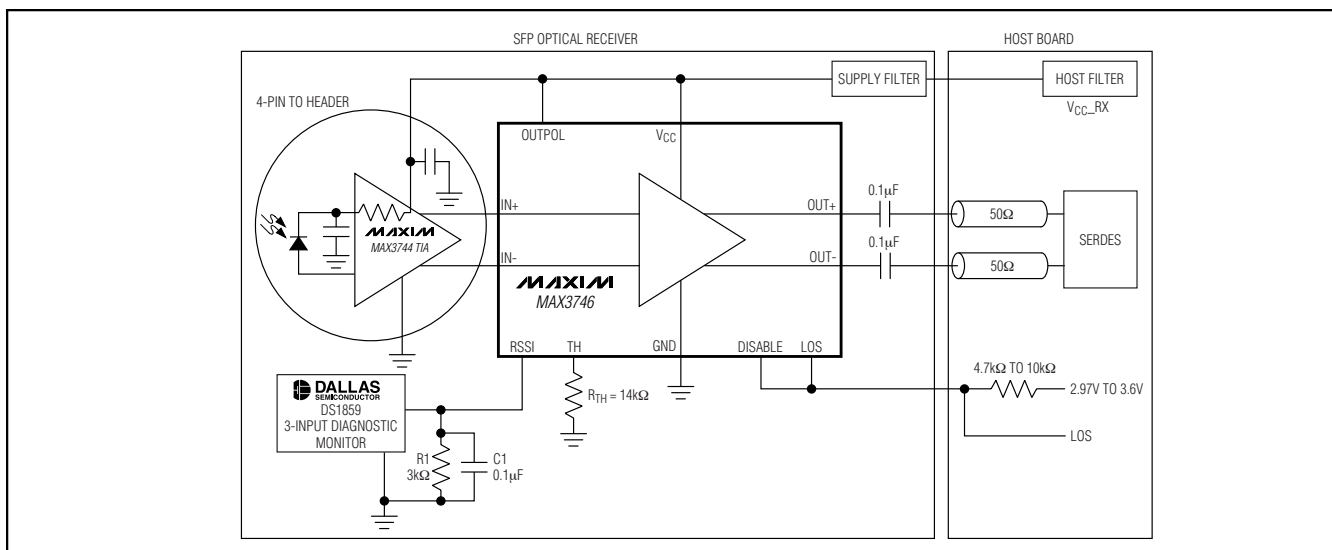 SFP OPTICAL RECEIVER
HOST BOARD
SUPPLY FILTER
HOST FILTER
V_CC_RX
4-PIN TO HEADER
OUTPOL
V_CC
MAXIM
MAX3744 TIA
IN+
IN-
MAXIM
MAX3746
OUT+
OUT-
0.1µF
0.1µF
50Ω
50Ω
SERDES
RSSI
TH
GND
DISABLE
LOS
R_TH = 14kΩ
4.7kΩ TO 10kΩ
2.97V TO 3.6V
LOS
DALLAS
SEMICONDUCTOR
DS1859
3-INPUT DIAGNOSTIC
MONITOR
R1
3kΩ
C1
0.1µF